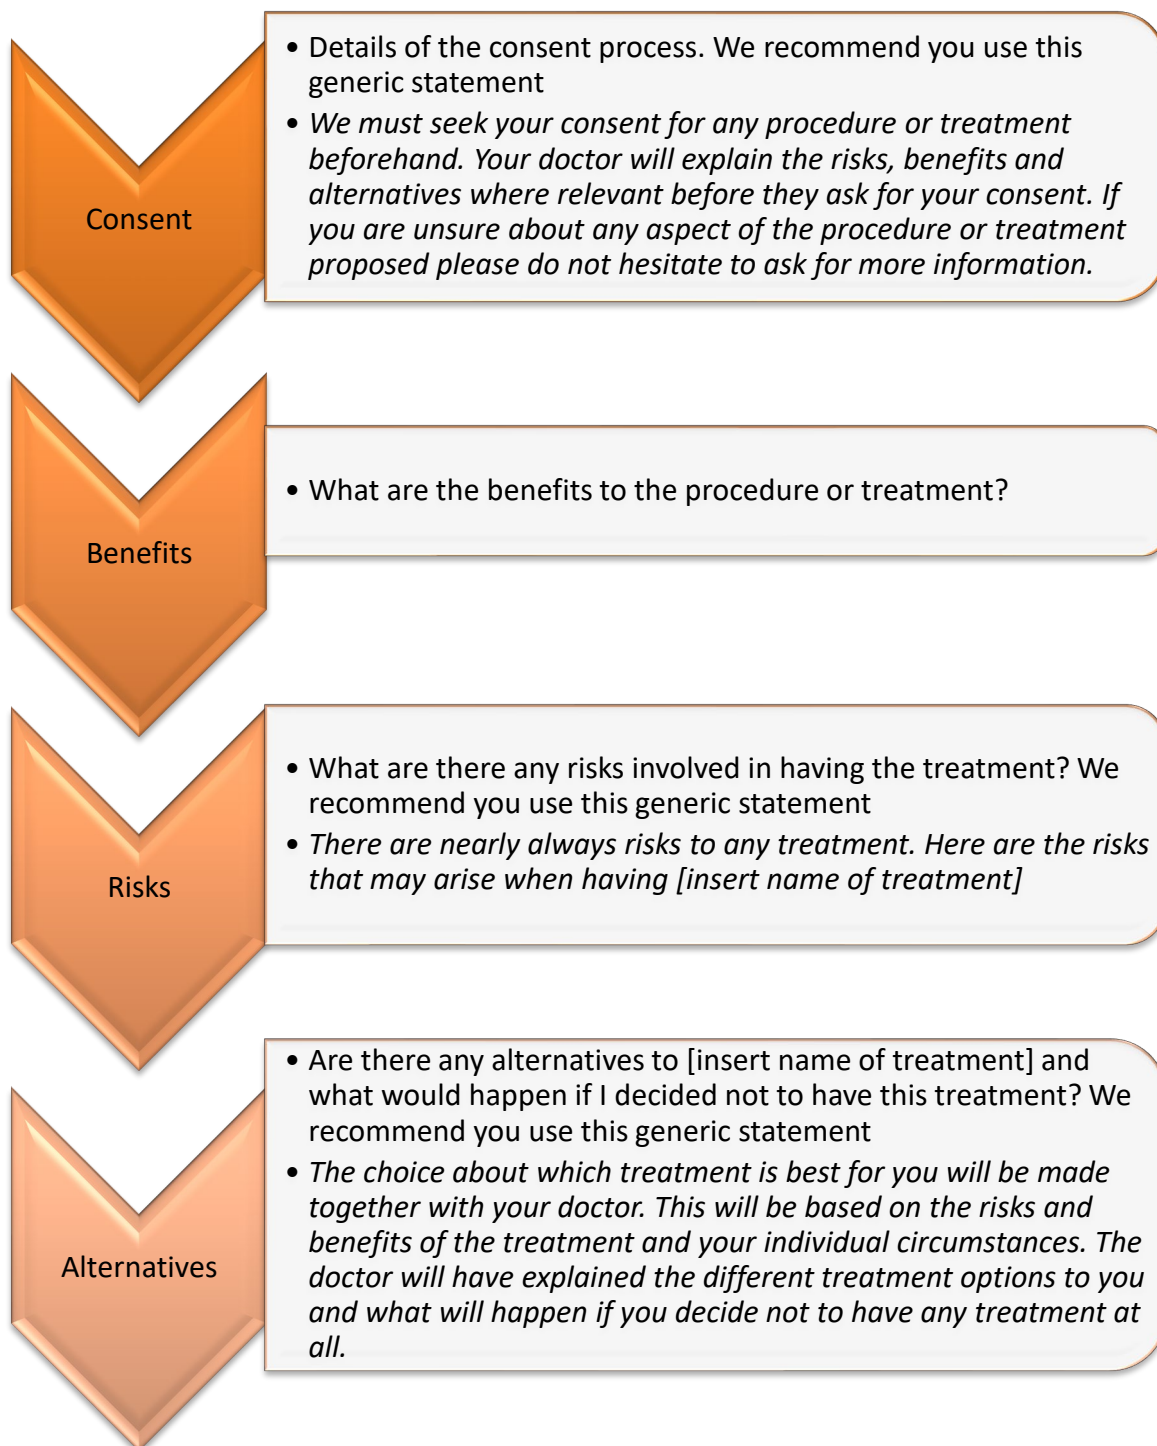 Consent
• Details of the consent process. We recommend you use this
generic statement
• We must seek your consent for any procedure or treatment
beforehand. Your doctor will explain the risks, benefits and
alternatives where relevant before they ask for your consent. If
you are unsure about any aspect of the procedure or treatment
proposed please do not hesitate to ask for more information.
Benefits
• What are the benefits to the procedure or treatment?
Risks
• What are there any risks involved in having the treatment? We
recommend you use this generic statement
• There are nearly always risks to any treatment. Here are the risks
that may arise when having [insert name of treatment]
Alternatives
• Are there any alternatives to [insert name of treatment] and
what would happen if I decided not to have this treatment? We
recommend you use this generic statement
• The choice about which treatment is best for you will be made
together with your doctor. This will be based on the risks and
benefits of the treatment and your individual circumstances. The
doctor will have explained the different treatment options to you
and what will happen if you decide not to have any treatment at
all.